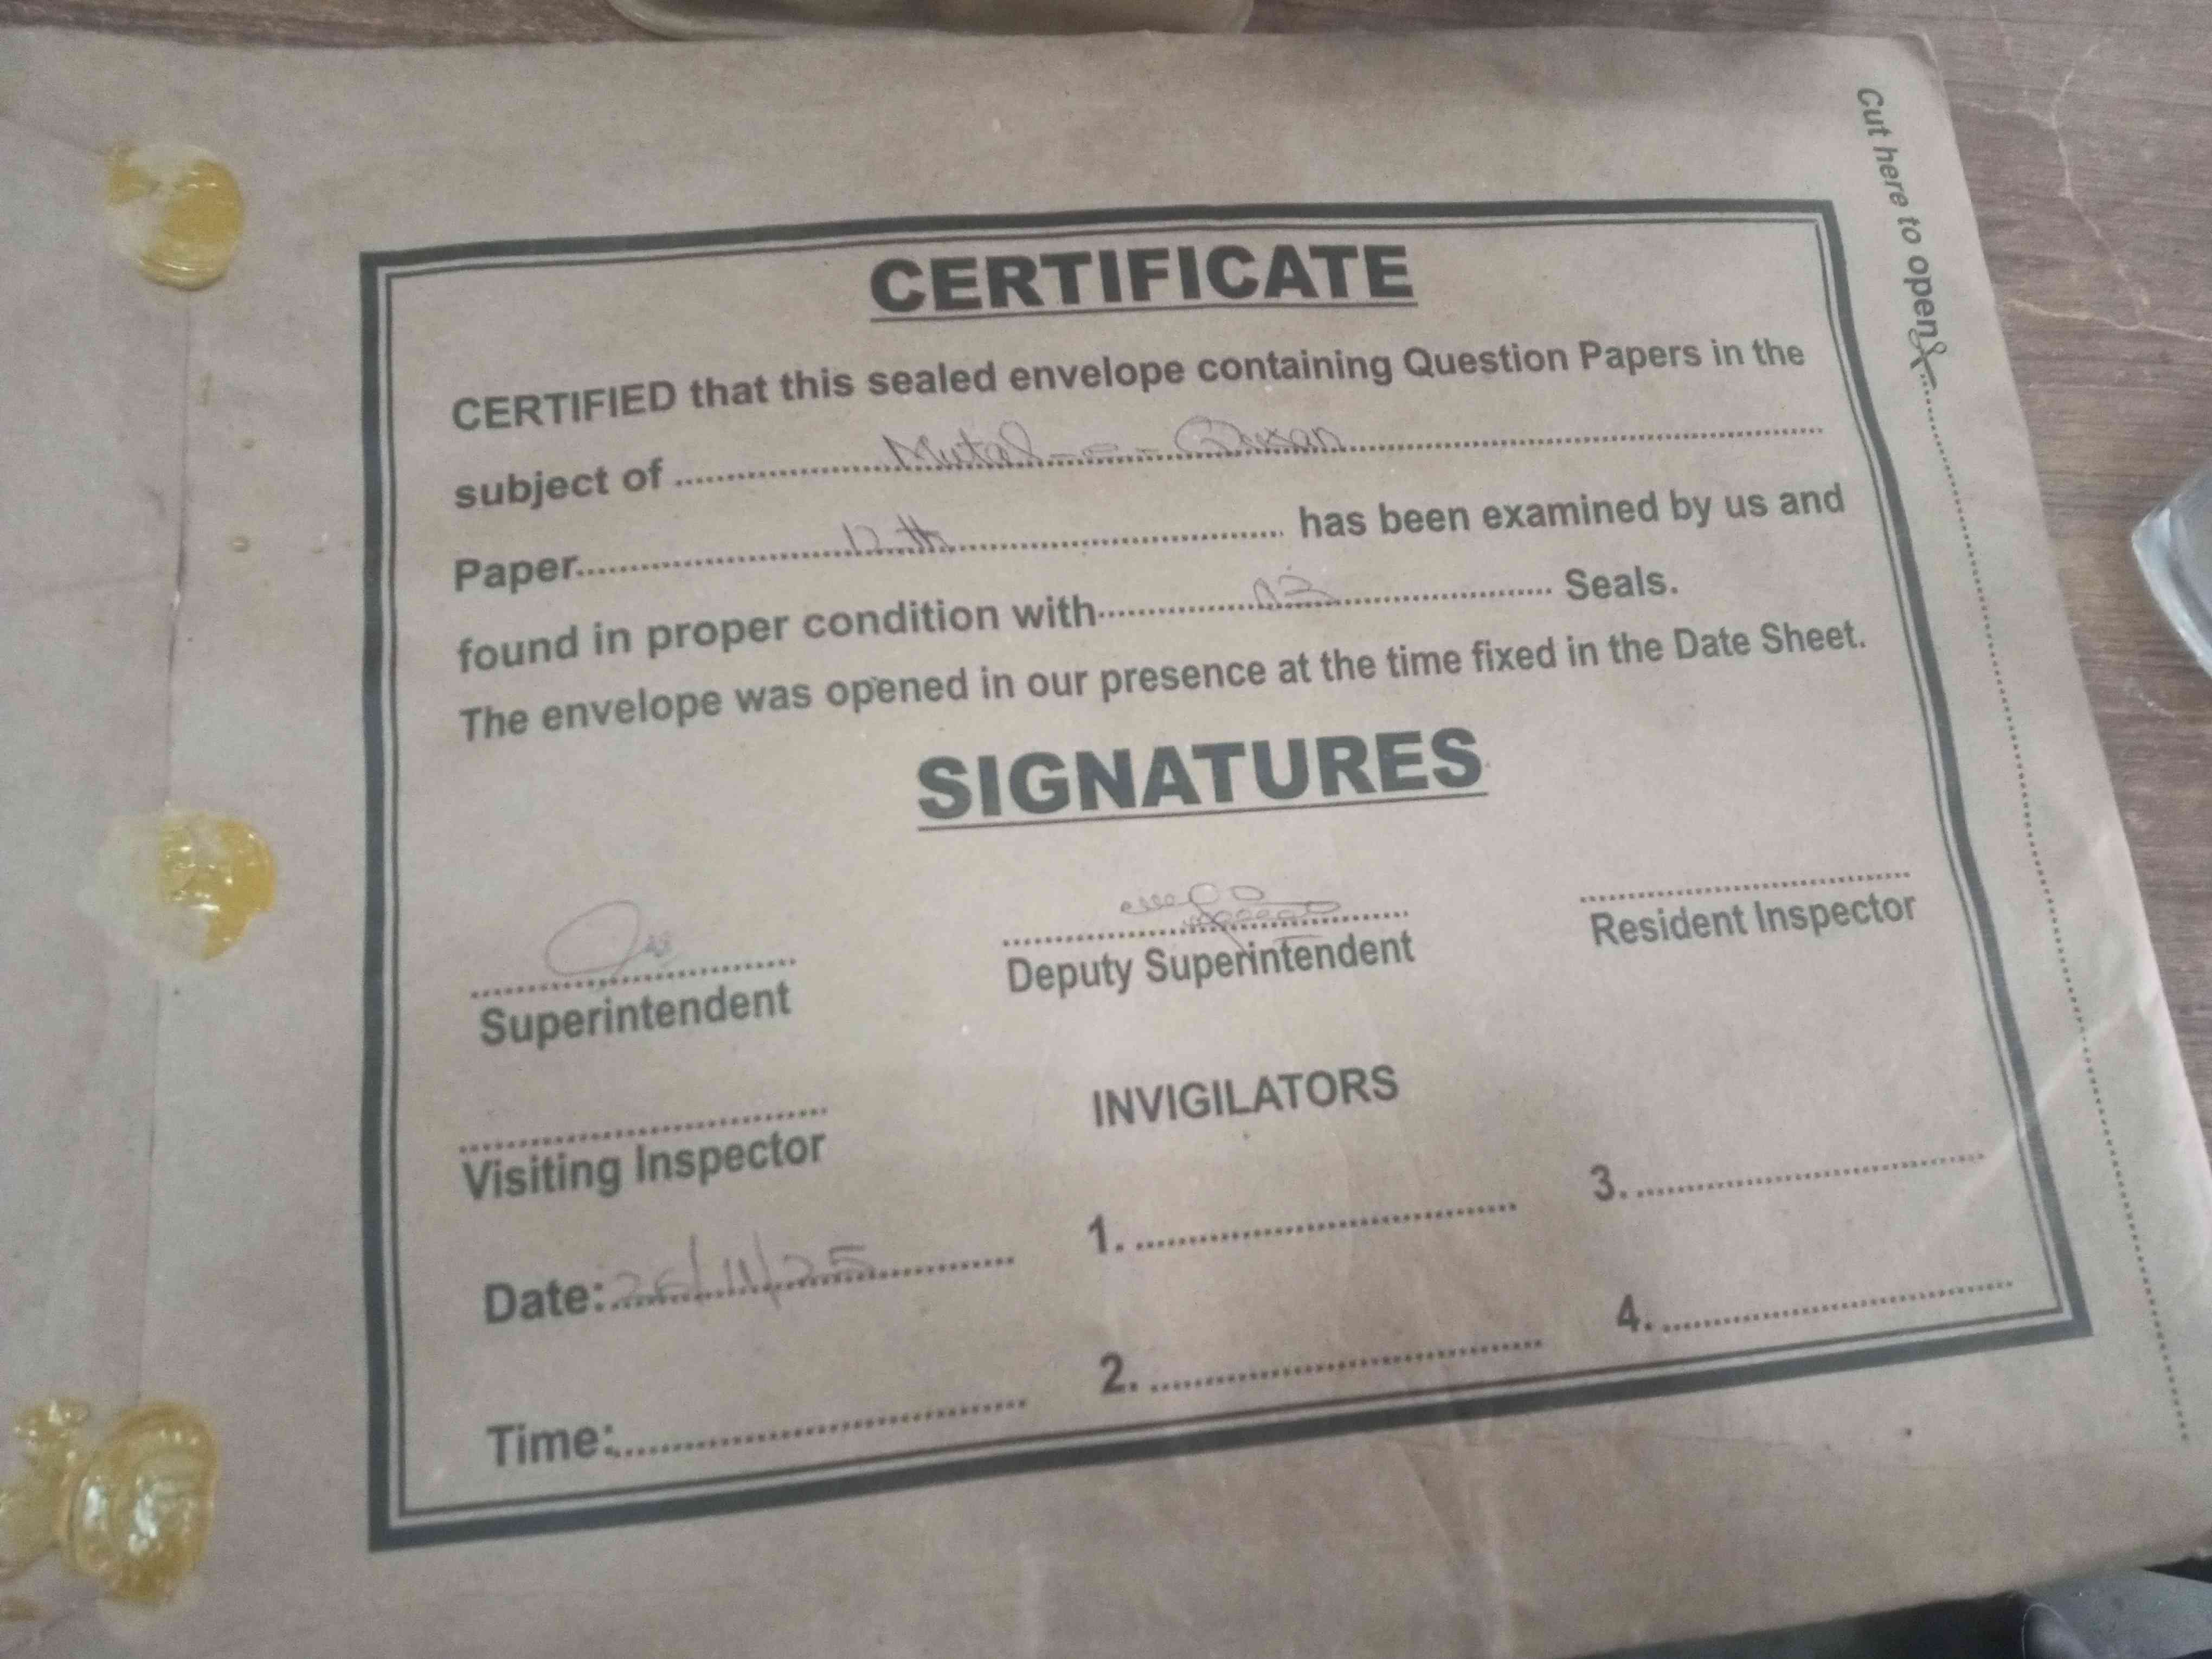 Cut here to open
CERTIFICATE
CERTIFIED that this sealed envelope containing Question Papers in the
subject of Mutal-e-Quran
Paper 12th has been examined by us and
found in proper condition with 03 Seals.
The envelope was opened in our presence at the time fixed in the Date Sheet.
SIGNATURES
Superintendent Deputy Superintendent Resident Inspector
Visiting Inspector
INVIGILATORS
Date: 26/11/25
1.
3.
Time:
2.
4.